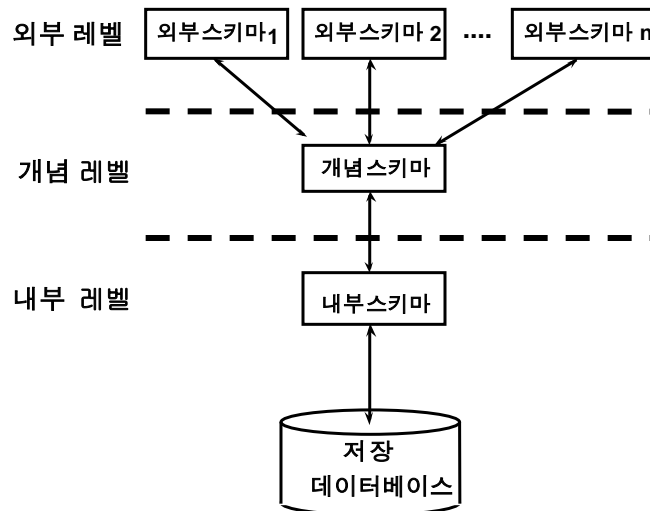 외부 레벨 외부스키마1 외부스키마 2 .... 외부스키마 n
개념 레벨 개념스키마
내부 레벨 내부스키마
저장
데이터베이스